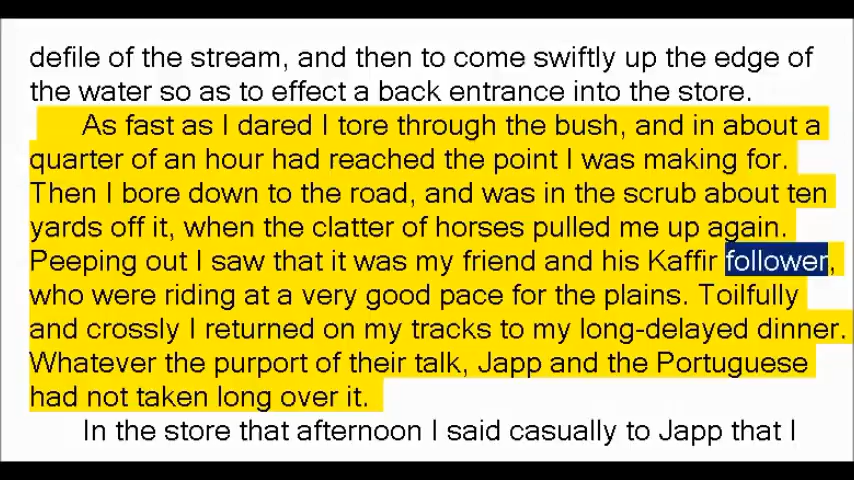 defile of the stream, and then to come swiftly up the edge of
the water so as to effect a back entrance into the store.
As fast as I dared I tore through the bush, and in about a
quarter of an hour had reached the point I was making for.
Then I bore down to the road, and was in the scrub about ten
yards off it, when the clatter of horses pulled me up again.
Peeping out I saw that it was my friend and his Kaffir follower,
who were riding at a very good pace for the plains. Toilfully
and crossly I returned on my tracks to my long-delayed dinner.
Whatever the purport of their talk, Japp and the Portuguese
had not taken long over it.
In the store that afternoon I said casually to Japp that I